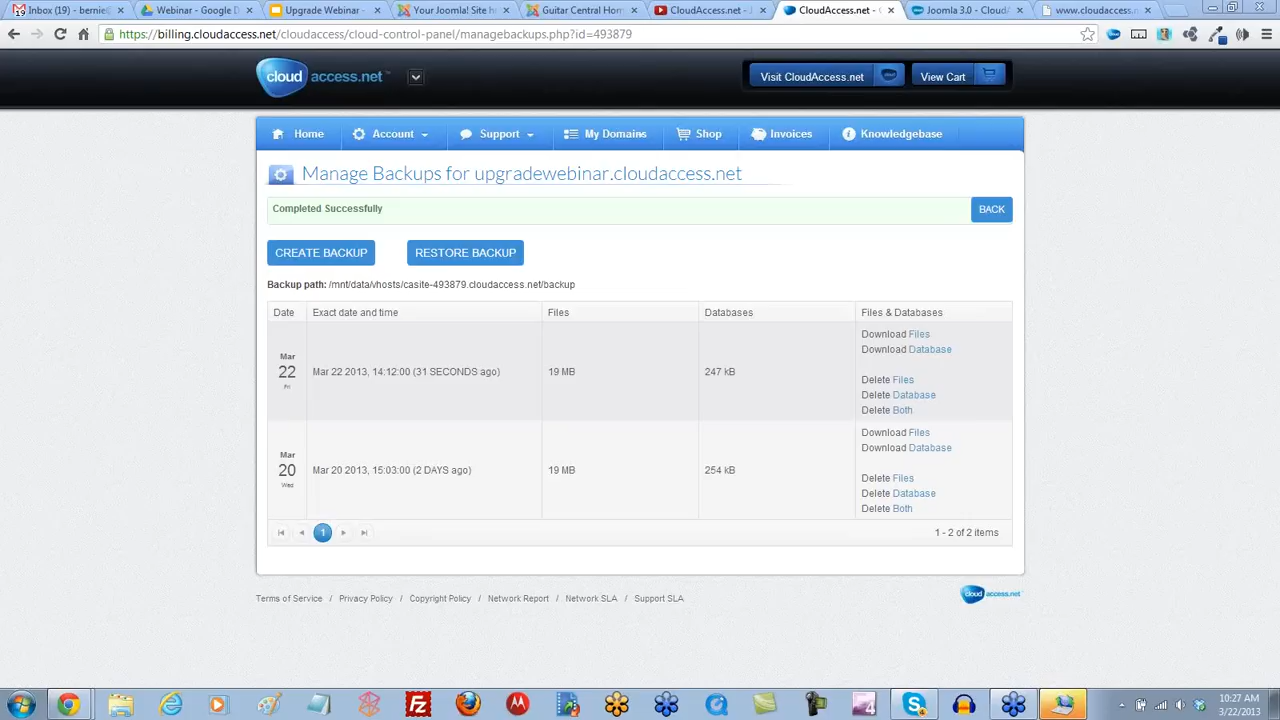 Inbox (19) - bernie@
Webinar - Google D
Upgrade Webinar -
Your Joomla! Site h
Guitar Central Hom
CloudAccess.net - J
CloudAccess.net - C
Joomla 3.0 - CloudA
www.cloudaccess.n
https://billing.cloudaccess.net/cloudaccess/cloud-control-panel/managebackups.php?id=493879
cloud access.net
Visit CloudAccess.net
View Cart
Home
Account
Support
My Domains
Shop
Invoices
Knowledgebase
Manage Backups for upgradewebinar.cloudaccess.net
Completed Successfully
BACK
CREATE BACKUP
RESTORE BACKUP
Backup path: /mnt/data/vhosts/casite-493879.cloudaccess.net/backup
Date
Exact date and time
Files
Databases
Files & Databases
Mar
22
Fri
Mar 22 2013, 14:12:00 (31 SECONDS ago)
19 MB
247 kB
Download Files
Download Database
Delete Files
Delete Database
Delete Both
Mar
20
Wed
Mar 20 2013, 15:03:00 (2 DAYS ago)
19 MB
254 kB
Download Files
Download Database
Delete Files
Delete Database
Delete Both
1
1 - 2 of 2 items
Terms of Service / Privacy Policy / Copyright Policy / Network Report / Network SLA / Support SLA
cloud access.net
10:27 AM
3/22/2013